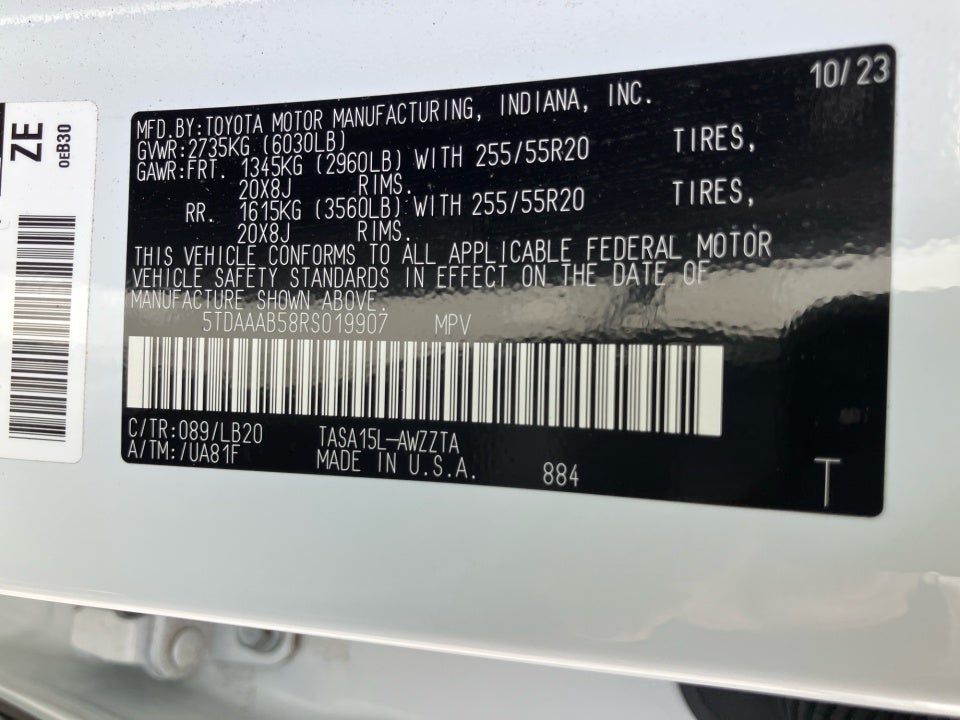 ZE
0EB30
10/23
MFD.BY:TOYOTA MOTOR MANUFACTURING, INDIANA, INC.
GVWR:2735KG (6030LB)
GAWR:FRT. 1345KG (2960LB) WITH 255/55R20 TIRES,
20X8J RIMS.
RR. 1615KG (3560LB) WITH 255/55R20 TIRES,
20X8J RIMS.
THIS VEHICLE CONFORMS TO ALL APPLICABLE FEDERAL MOTOR
VEHICLE SAFETY STANDARDS IN EFFECT ON THE DATE OF
MANUFACTURE SHOWN ABOVE.
5TDAAAB58RS019907 MPV
C/TR:089/LB20 TASA15L-AWZZTA
A/TM:/UA81F MADE IN U.S.A. 884
T